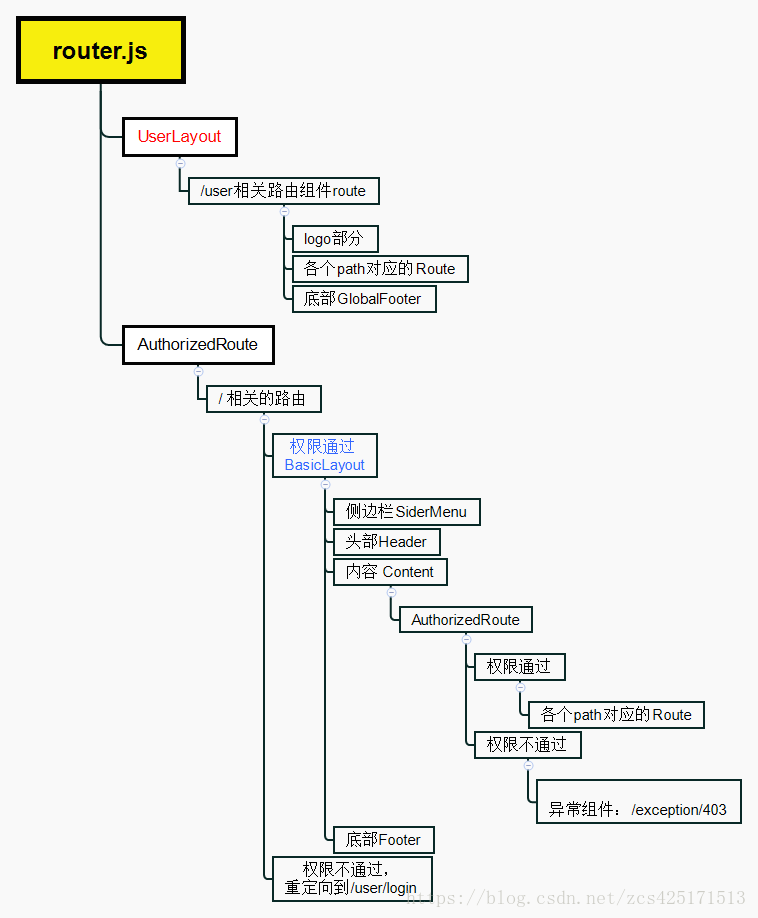 router.js
UserLayout
/user相关路由组件route
logo部分
各个path对应的Route
底部GlobalFooter
AuthorizedRoute
/ 相关的路由
权限通过
BasicLayout
侧边栏SiderMenu
头部Header
内容 Content
AuthorizedRoute
权限通过
各个path对应的Route
权限不通过
异常组件：/exception/403
底部Footer
权限不通过，
重定向到/user/login
https://blog.csdn.net/zcs425171513